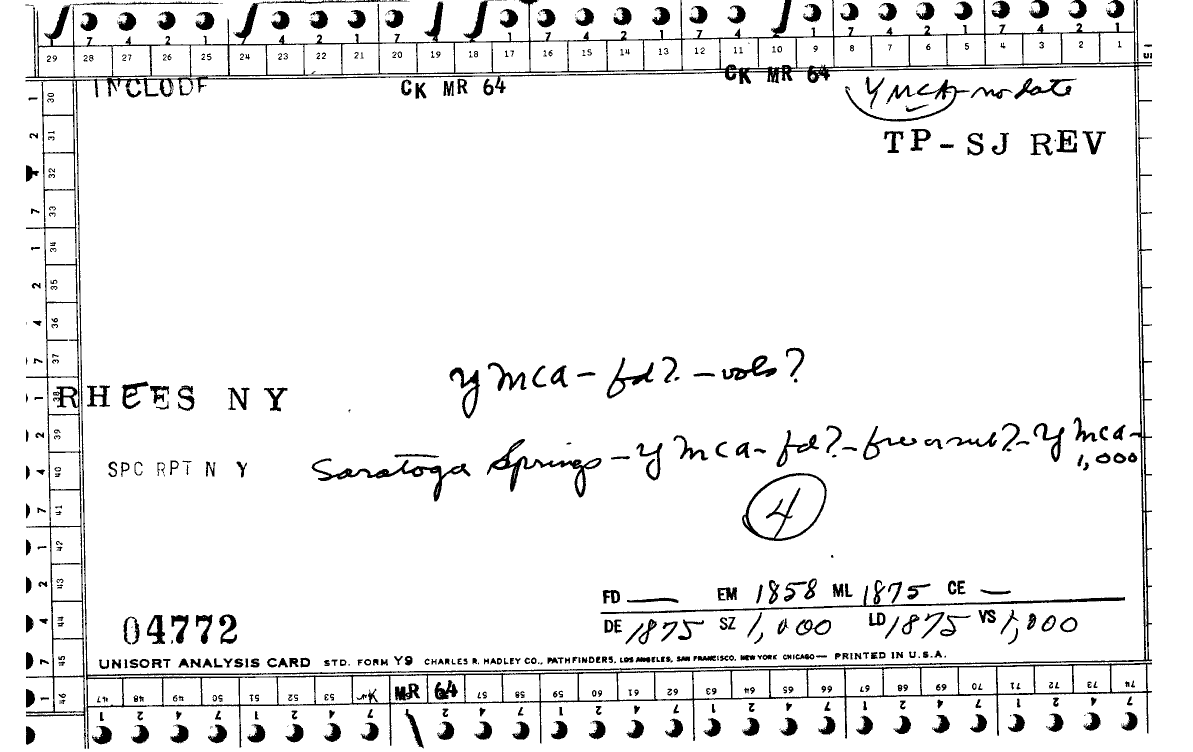 7 4 2 1 7 4 2 1 7 4 1 7 1 7 4 2 1 7 4 1 7 4 2 1 7 4 2 1
29 28 27 26 25 24 23 22 21 20 19 18 17 16 15 14 13 12 11 10 9 8 7 6 5 4 3 2 1
INCLUDE CK MR 64 CK MR 64 YMCA - no date
TP - SJ REV
1 30
2 31
4 32
7 33
1 34
2 35
4 36
7 37
YMCA - fd? - vols?
1 38 RHEES N Y
2 39
Saratoga Springs - YMCA - fd? - free or sub? - YMCA - 1,000
4 40 SPC RPT N Y
7 41
4
1 42
2 43
FD — EM 1858 ML 1875 CE —
4 44 04772 DE 1875 SZ 1,000 LD 1875 VS 1,000
7 45 UNISORT ANALYSIS CARD STD. FORM Y9 CHARLES R. HADLEY CO., PATHFINDERS, LOS ANGELES, SAN FRANCISCO, NEW YORK CHICAGO — PRINTED IN U.S.A.
1 46 47 48 49 50 51 52 53 MR 64 57 58 59 60 61 62 63 64 65 66 67 68 69 70 71 72 73 74
1 2 4 7 1 2 4 7 1 2 4 7 1 2 4 7 1 2 4 7 1 2 4 7 1 2 4 7